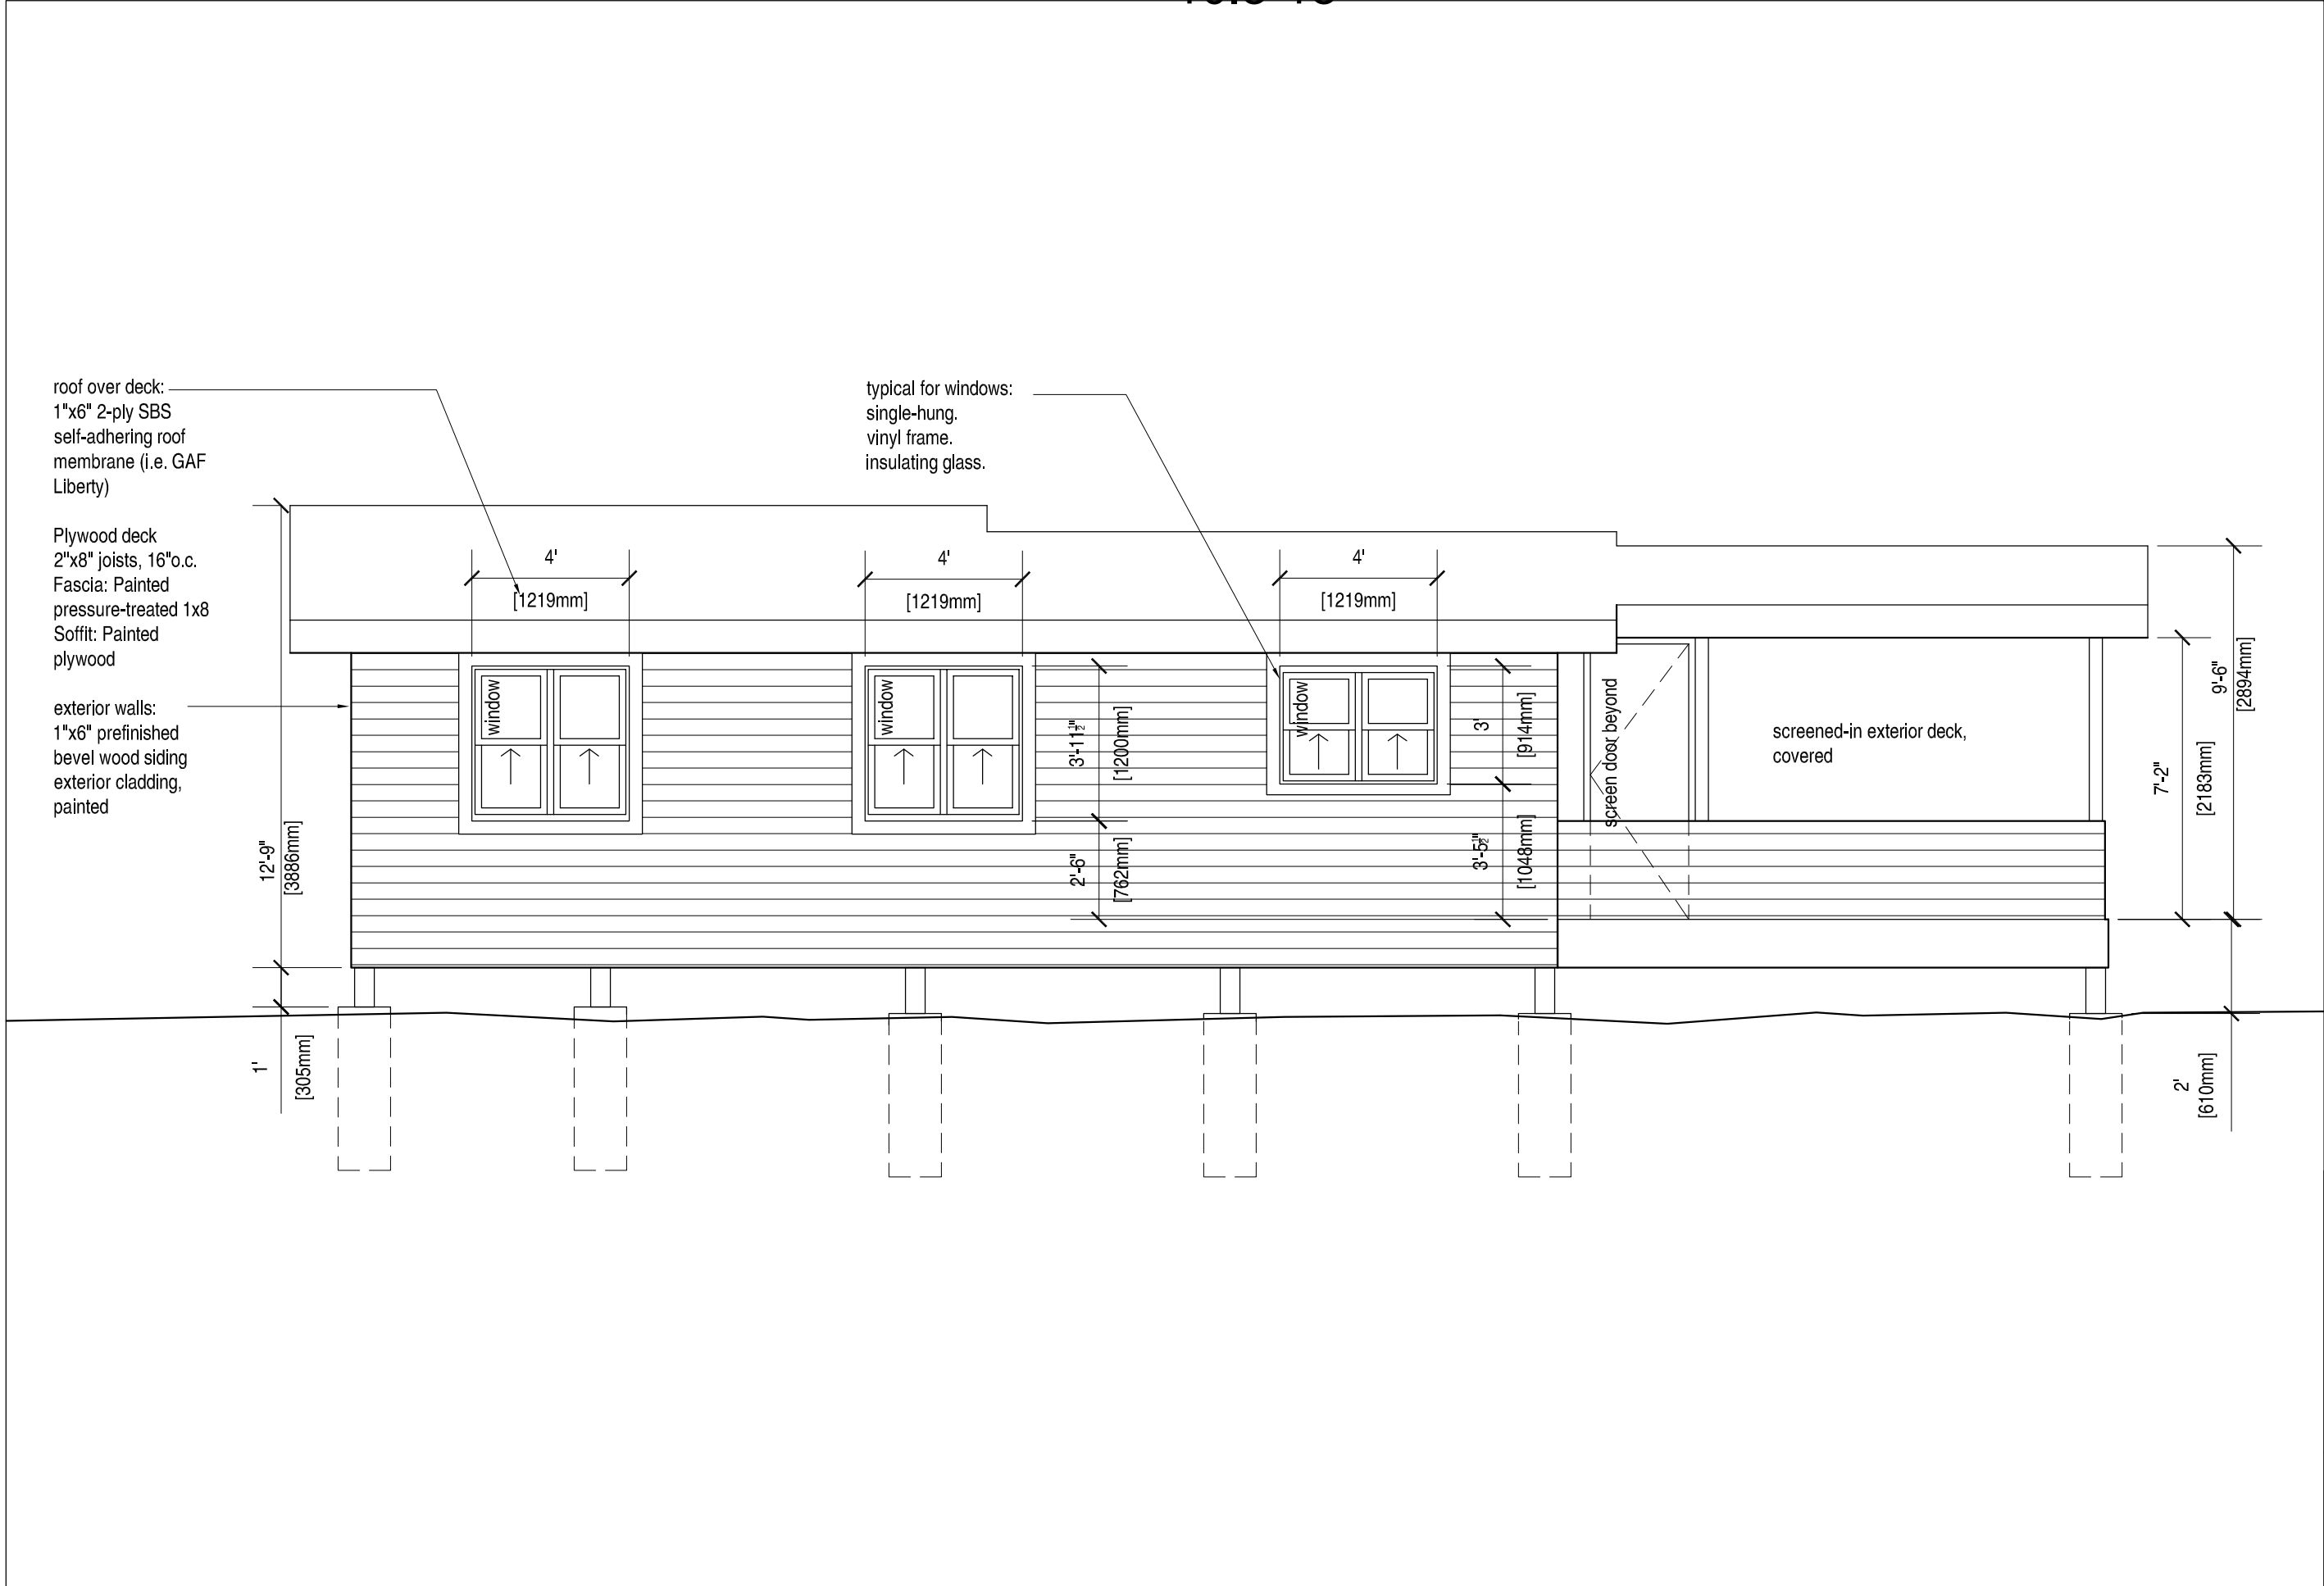 roof over deck:
1"x6" 2-ply SBS
self-adhering roof
membrane (i.e. GAF
Liberty)
Plywood deck
2"x8" joists, 16"o.c.
Fascia: Painted
pressure-treated 1x8
Soffit: Painted
plywood
exterior walls:
1"x6" prefinished
bevel wood siding
exterior cladding,
painted
typical for windows:
single-hung.
vinyl frame.
insulating glass.
4'
[1219mm]
4'
[1219mm]
4'
[1219mm]
window
window
window
3'-11½"
[1200mm]
2'-6"
[762mm]
3'
[914mm]
3'-5½"
[1048mm]
screen door beyond
screened-in exterior deck,
covered
12'-9"
[3886mm]
1'
[305mm]
7'-2"
[2183mm]
9'-6"
[2894mm]
2'
[610mm]